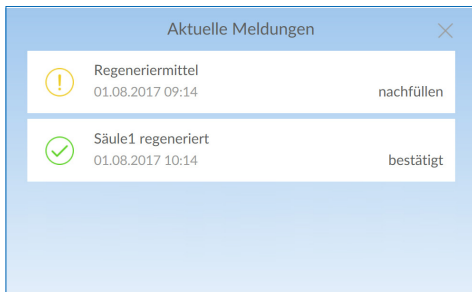 Aktuelle Meldungen
Regeneriermittel
01.08.2017 09:14
nachfüllen
Säule1 regeneriert
01.08.2017 10:14
bestätigt